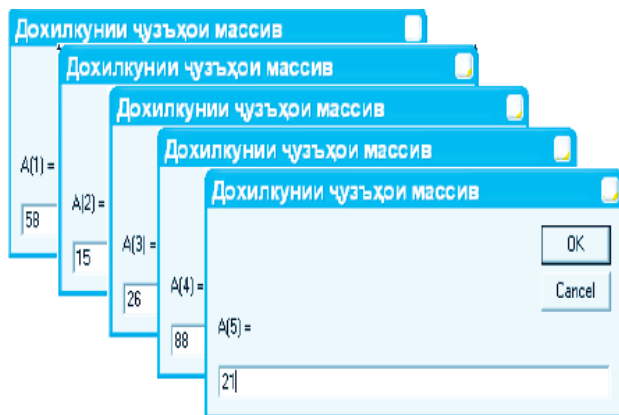 Дохилкунии ҷузъҳои массив
A(1) =
58
Дохилкунии ҷузъҳои массив
A(2) =
15
Дохилкунии ҷузъҳои массив
A(3) =
26
Дохилкунии ҷузъҳои массив
A(4) =
88
Дохилкунии ҷузъҳои массив
OK
Cancel
A(5) =
21